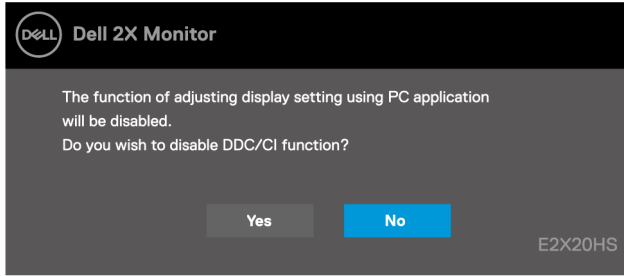 DELL Dell 2X Monitor
The function of adjusting display setting using PC application
will be disabled.
Do you wish to disable DDC/CI function?
Yes No
E2X20HS